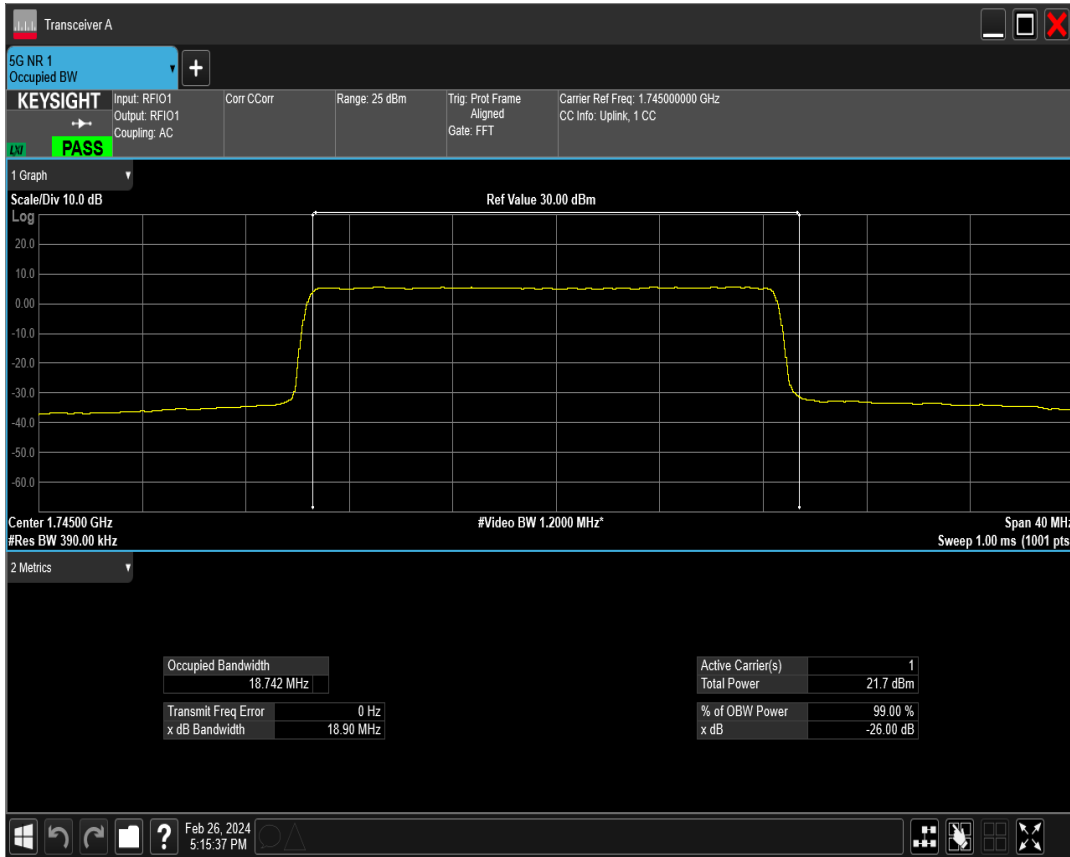 Transceiver A
5G NR 1
Occupied BW
+
KEYSIGHT
LXI
PASS
Input: RFIO1
Output: RFIO1
Coupling: AC
Corr CCorr
Range: 25 dBm
Trig: Prot Frame
Aligned
Gate: FFT
Carrier Ref Freq: 1.745000000 GHz
CC Info: Uplink, 1 CC
1 Graph
Scale/Div 10.0 dB
Ref Value 30.00 dBm
Log
20.0
10.0
0.00
-10.0
-20.0
-30.0
-40.0
-50.0
-60.0
Center 1.74500 GHz
#Video BW 1.2000 MHz*
Span 40 MHz
#Res BW 390.00 kHz
Sweep 1.00 ms (1001 pts
2 Metrics
Occupied Bandwidth
18.742 MHz
Transmit Freq Error 0 Hz
x dB Bandwidth 18.90 MHz
Active Carrier(s) 1
Total Power 21.7 dBm
% of OBW Power 99.00 %
x dB -26.00 dB
?
Feb 26, 2024
5:15:37 PM